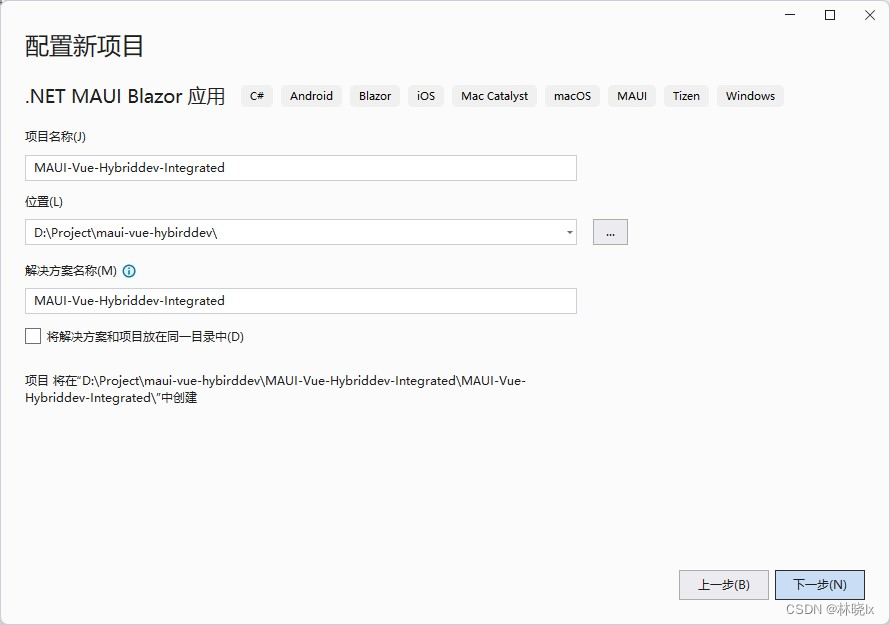 配置新项目
.NET MAUI Blazor 应用 C# Android Blazor iOS Mac Catalyst macOS MAUI Tizen Windows
项目名称(J)
MAUI-Vue-Hybriddev-Integrated
位置(L)
D:\Project\maui-vue-hybirddev\
...
解决方案名称(M)
MAUI-Vue-Hybriddev-Integrated
将解决方案和项目放在同一目录中(D)
项目 将在“D:\Project\maui-vue-hybirddev\MAUI-Vue-Hybriddev-Integrated\MAUI-Vue-
Hybriddev-Integrated\”中创建
上一步(B) 下一步(N)
CSDN @林晓lx